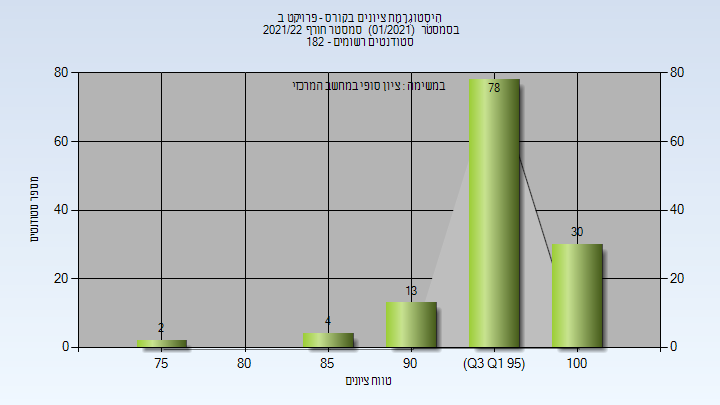 היסטוגרמת ציונים בקורס - פרויקט ב
בסמסטר (01/2021) סמסטר חורף 2021/22
סטודנטים רשומים - 182
במשימה : ציון סופי במחשב המרכזי
80 80
78
60 60
מספר סטודנטים
40 40
30
20 20
13
4
2
0 0
75 80 85 90 (Q3 Q1 95) 100
טווח ציונים